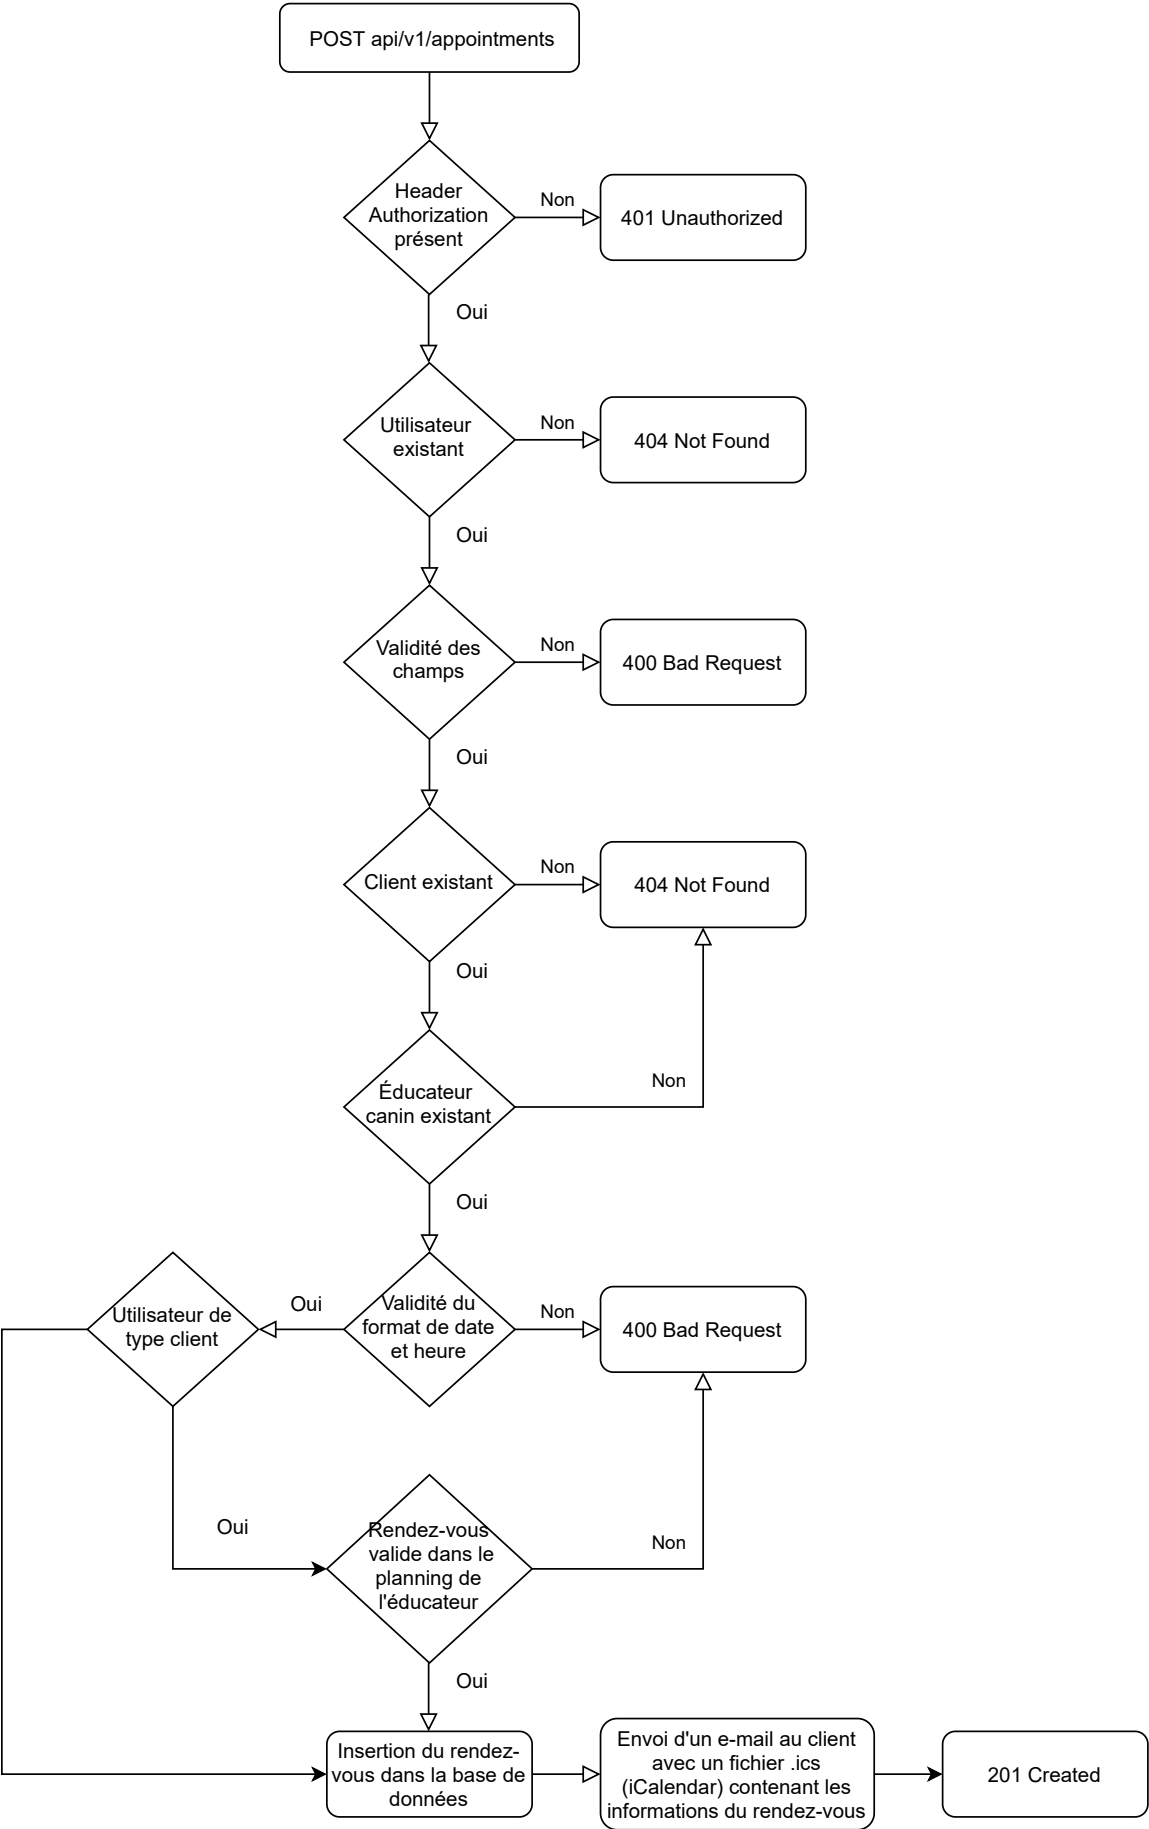 POST api/v1/appointments
Header
Authorization
présent
Non
401 Unauthorized
Oui
Utilisateur
existant
Non
404 Not Found
Oui
Validité des
champs
Non
400 Bad Request
Oui
Client existant
Non
404 Not Found
Oui
Éducateur
canin existant
Non
Oui
Utilisateur de
type client
Oui
Validité du
format de date
et heure
Non
400 Bad Request
Oui
Rendez-vous
valide dans le
planning de
l'éducateur
Non
Oui
Insertion du rendez-
vous dans la base de
données
Envoi d'un e-mail au client
avec un fichier .ics
(iCalendar) contenant les
informations du rendez-vous
201 Created